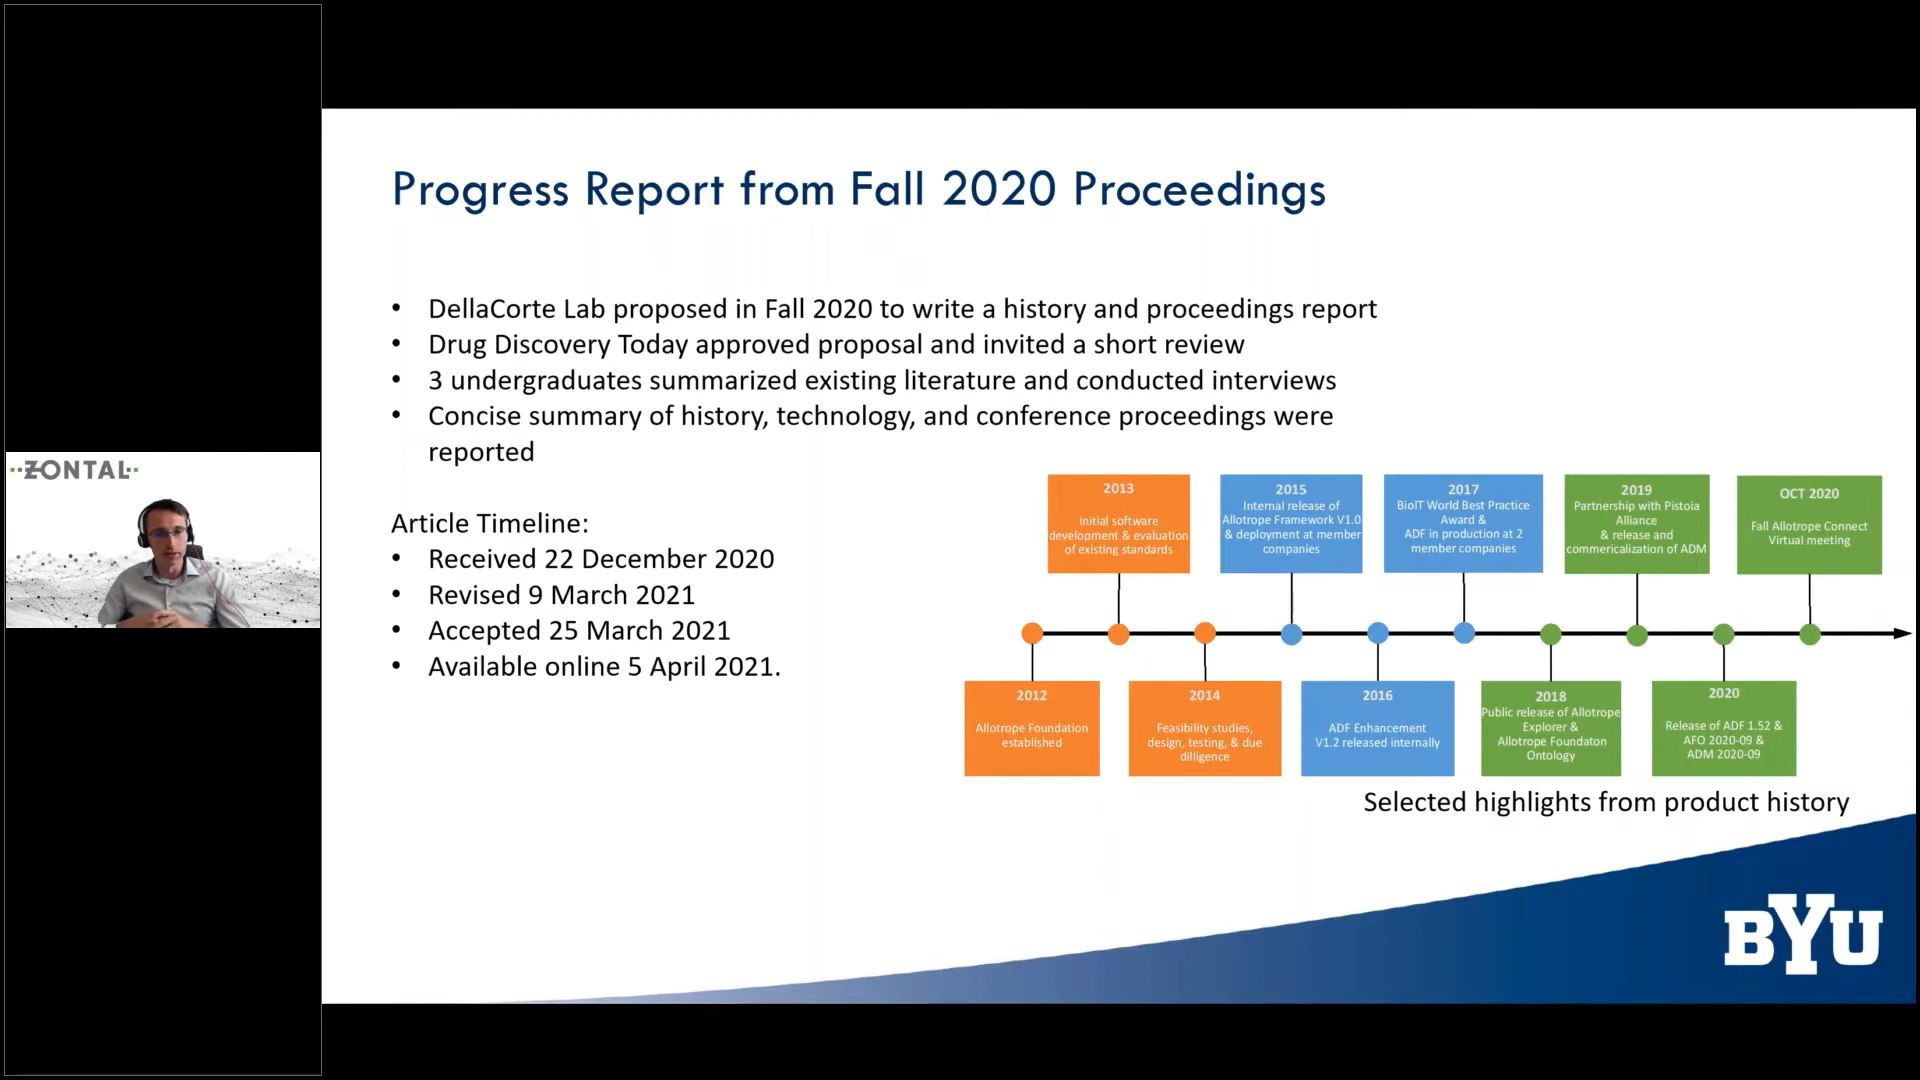 Progress Report from Fall 2020 Proceedings
• DellaCorte Lab proposed in Fall 2020 to write a history and proceedings report
• Drug Discovery Today approved proposal and invited a short review
• 3 undergraduates summarized existing literature and conducted interviews
• Concise summary of history, technology, and conference proceedings were
reported
ZONTAL
Article Timeline:
• Received 22 December 2020
• Revised 9 March 2021
• Accepted 25 March 2021
• Available online 5 April 2021.
2013
Initial software
development & evaluation
of existing standards
2015
Internal release of
Allotrope Framework V1.0
& deployment at member
companies
2017
BioIT World Best Practice
Award &
ADF in production at 2
member companies
2019
Partnership with Pistoia
Alliance
& release and
commericalization of ADM
OCT 2020
Fall Allotrope Connect
Virtual meeting
2012
Allotrope Foundation
established
2014
Feasibility studies,
design, testing, & due
dilligence
2016
ADF Enhancement
V1.2 released internally
2018
Public release of Allotrope
Explorer &
Allotrope Foundaton
Ontology
2020
Release of ADF 1.52 &
AFO 2020-09 &
ADM 2020-09
Selected highlights from product history
BYU